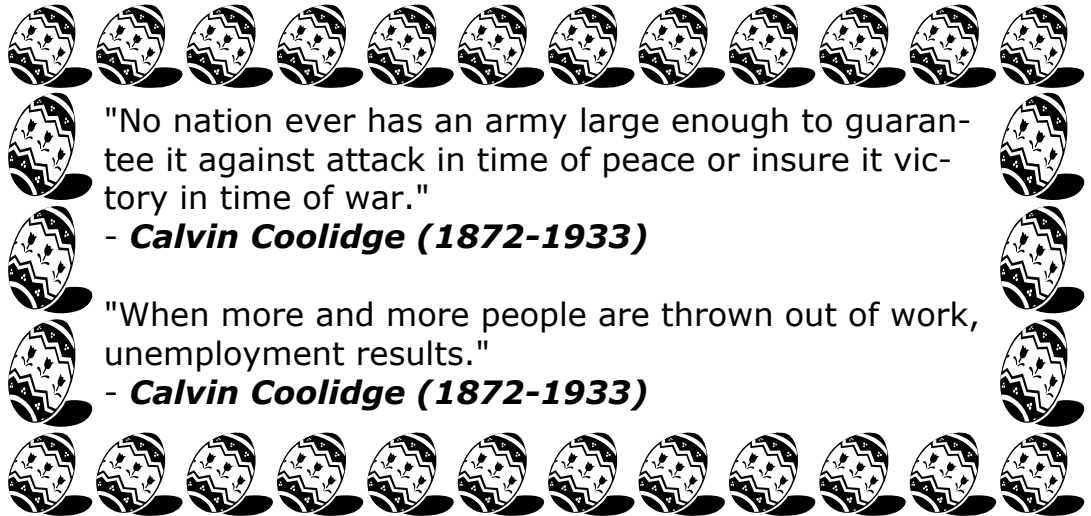 "No nation ever has an army large enough to guaran-
tee it against attack in time of peace or insure it vic-
tory in time of war."
- Calvin Coolidge (1872-1933)
"When more and more people are thrown out of work,
unemployment results."
- Calvin Coolidge (1872-1933)